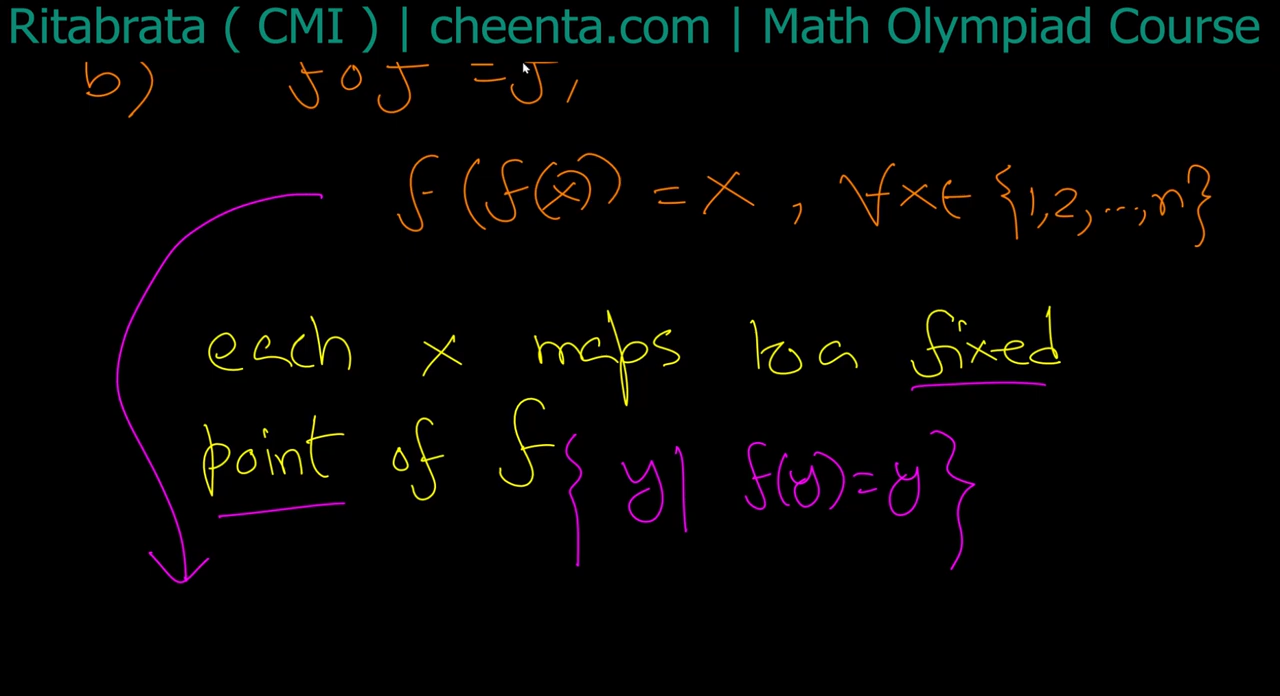 Ritabrata ( CMI ) | cheenta.com | Math Olympiad Course
b) f o f = f,
f (f(x)) = x , ∀ x ∈ {1,2,...,n}
each x maps to a fixed
point of f { y | f(y) = y }